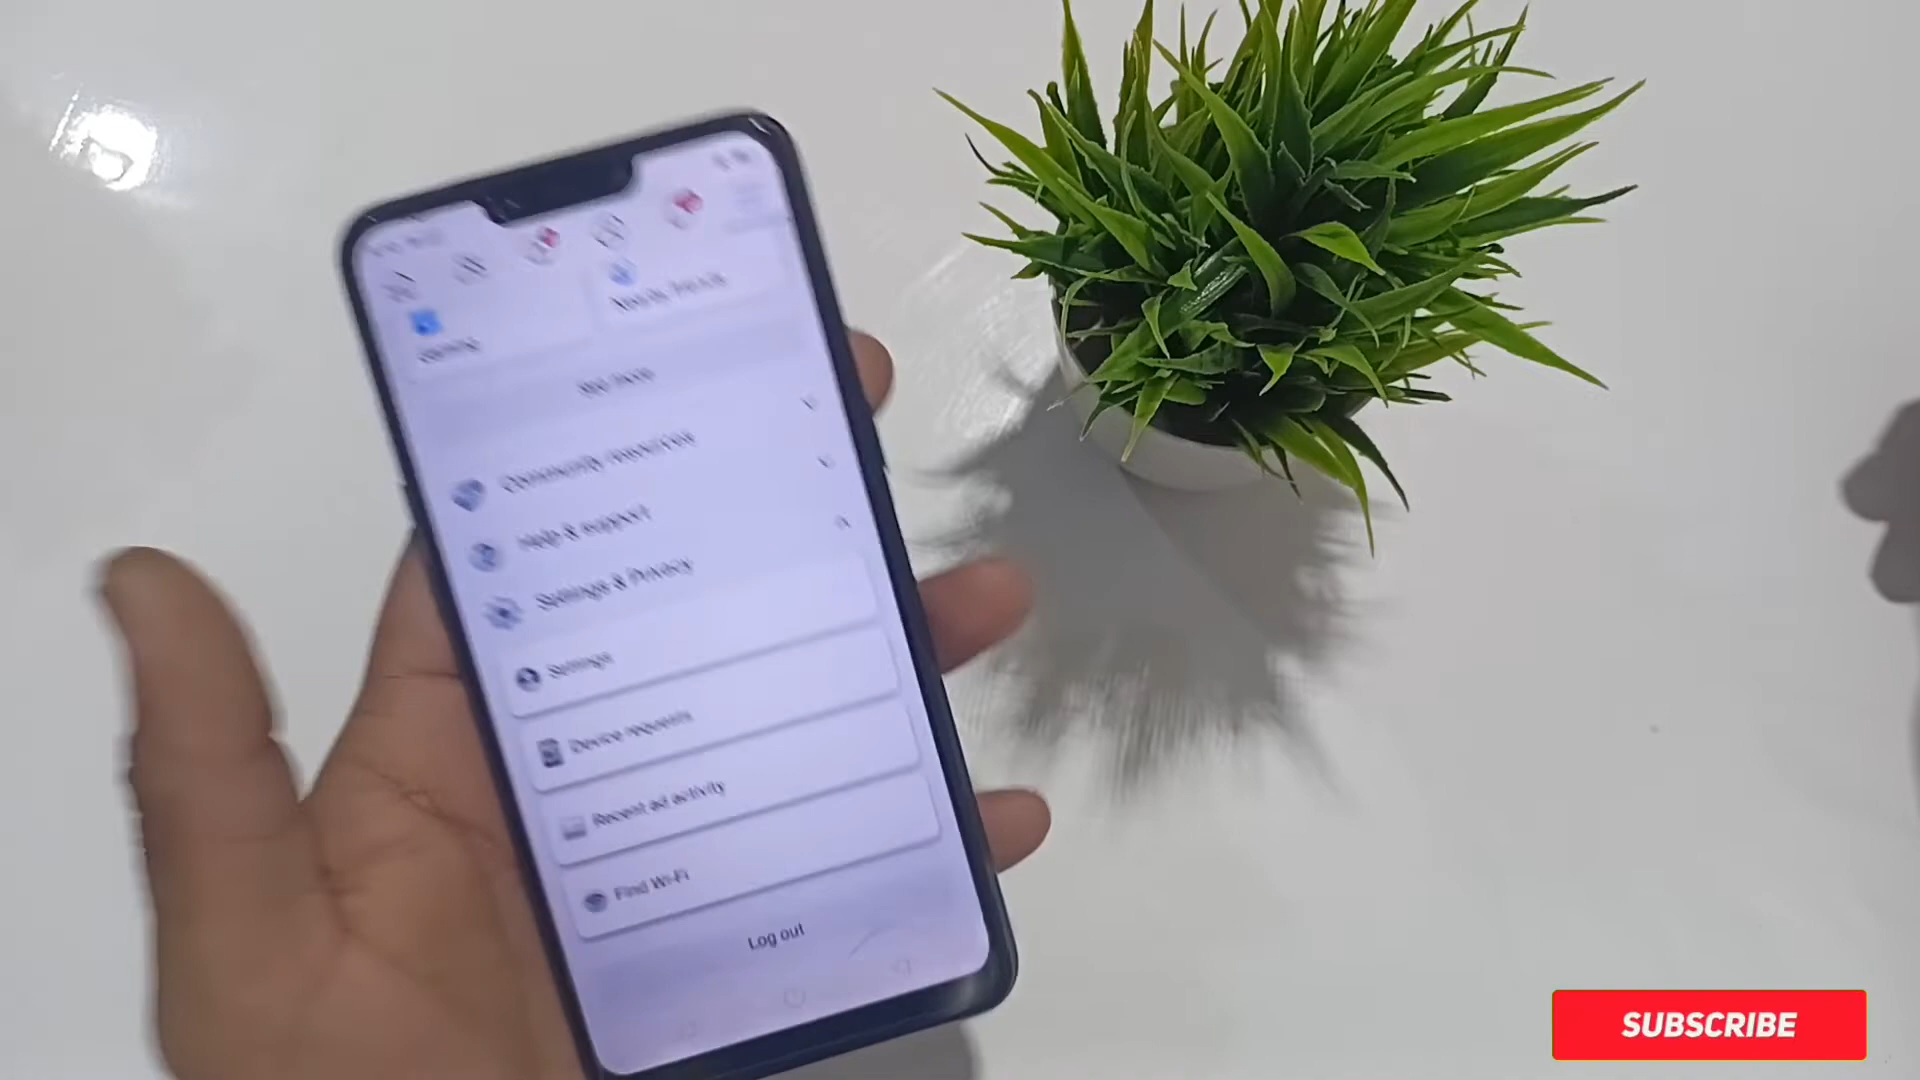 Community resources
Help & support
Settings & Privacy
Settings
Device requests
Recent ad activity
Find Wi-Fi
Log out
SUBSCRIBE